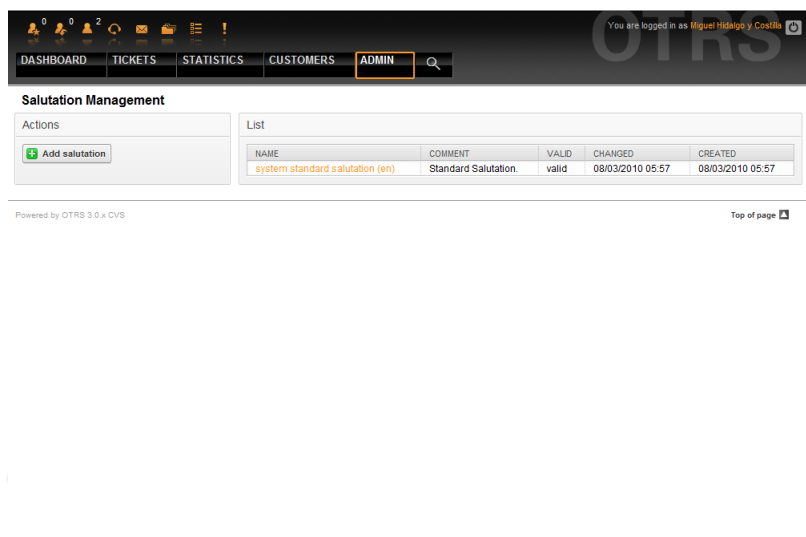 0 0 2
You are logged in as Miguel Hidalgo y Costilla
OTRS
DASHBOARD TICKETS STATISTICS CUSTOMERS ADMIN
Salutation Management
Actions
Add salutation
List
NAME COMMENT VALID CHANGED CREATED
system standard salutation (en) Standard Salutation. valid 08/03/2010 05:57 08/03/2010 05:57
Powered by OTRS 3.0.x CVS
Top of page